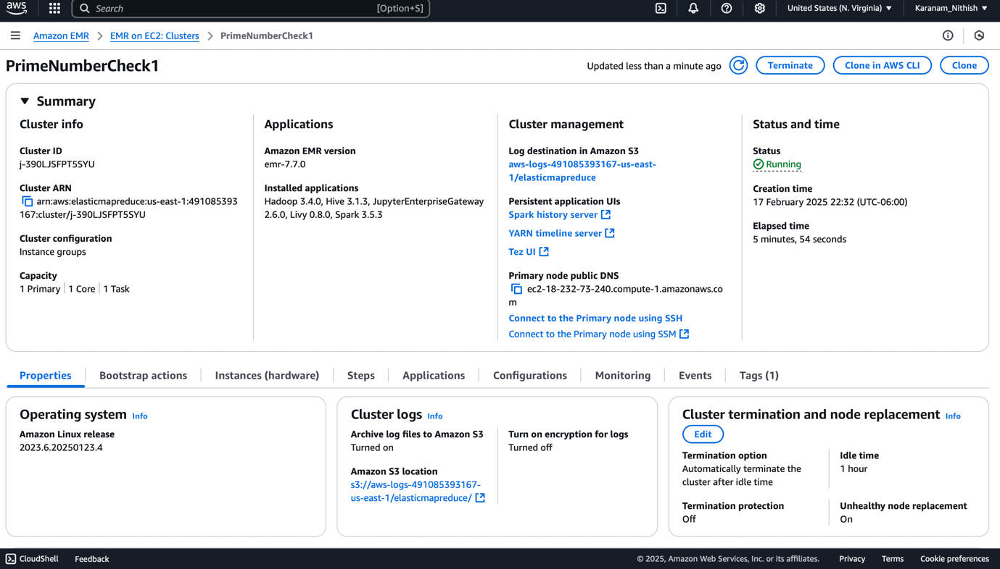 aws
Search [Option+S]
United States (N. Virginia)
Karanam_Nithish
Amazon EMR
EMR on EC2: Clusters
PrimeNumberCheck1
PrimeNumberCheck1
Updated less than a minute ago
Terminate
Clone in AWS CLI
Clone
Summary
Cluster info
Cluster ID
j-390LJSFPT5SYU
Cluster ARN
arn:aws:elasticmapreduce:us-east-1:491085393
167:cluster/j-390LJSFPT5SYU
Cluster configuration
Instance groups
Capacity
1 Primary 1 Core 1 Task
Applications
Amazon EMR version
emr-7.7.0
Installed applications
Hadoop 3.4.0, Hive 3.1.3, JupyterEnterpriseGateway
2.6.0, Livy 0.8.0, Spark 3.5.3
Cluster management
Log destination in Amazon S3
aws-logs-491085393167-us-east-
1/elasticmapreduce
Persistent application UIs
Spark history server
YARN timeline server
Tez UI
Primary node public DNS
ec2-18-232-73-240.compute-1.amazonaws.co
m
Connect to the Primary node using SSH
Connect to the Primary node using SSM
Status and time
Status
Running
Creation time
17 February 2025 22:32 (UTC-06:00)
Elapsed time
5 minutes, 54 seconds
Properties
Bootstrap actions
Instances (hardware)
Steps
Applications
Configurations
Monitoring
Events
Tags (1)
Operating system Info
Amazon Linux release
2023.6.20250123.4
Cluster logs Info
Archive log files to Amazon S3
Turned on
Amazon S3 location
s3://aws-logs-491085393167-
us-east-1/elasticmapreduce/
Turn on encryption for logs
Turned off
Cluster termination and node replacement Info
Edit
Termination option
Automatically terminate the
cluster after idle time
Idle time
1 hour
Termination protection
Off
Unhealthy node replacement
On
CloudShell
Feedback
© 2025, Amazon Web Services, Inc. or its affiliates.
Privacy
Terms
Cookie preferences